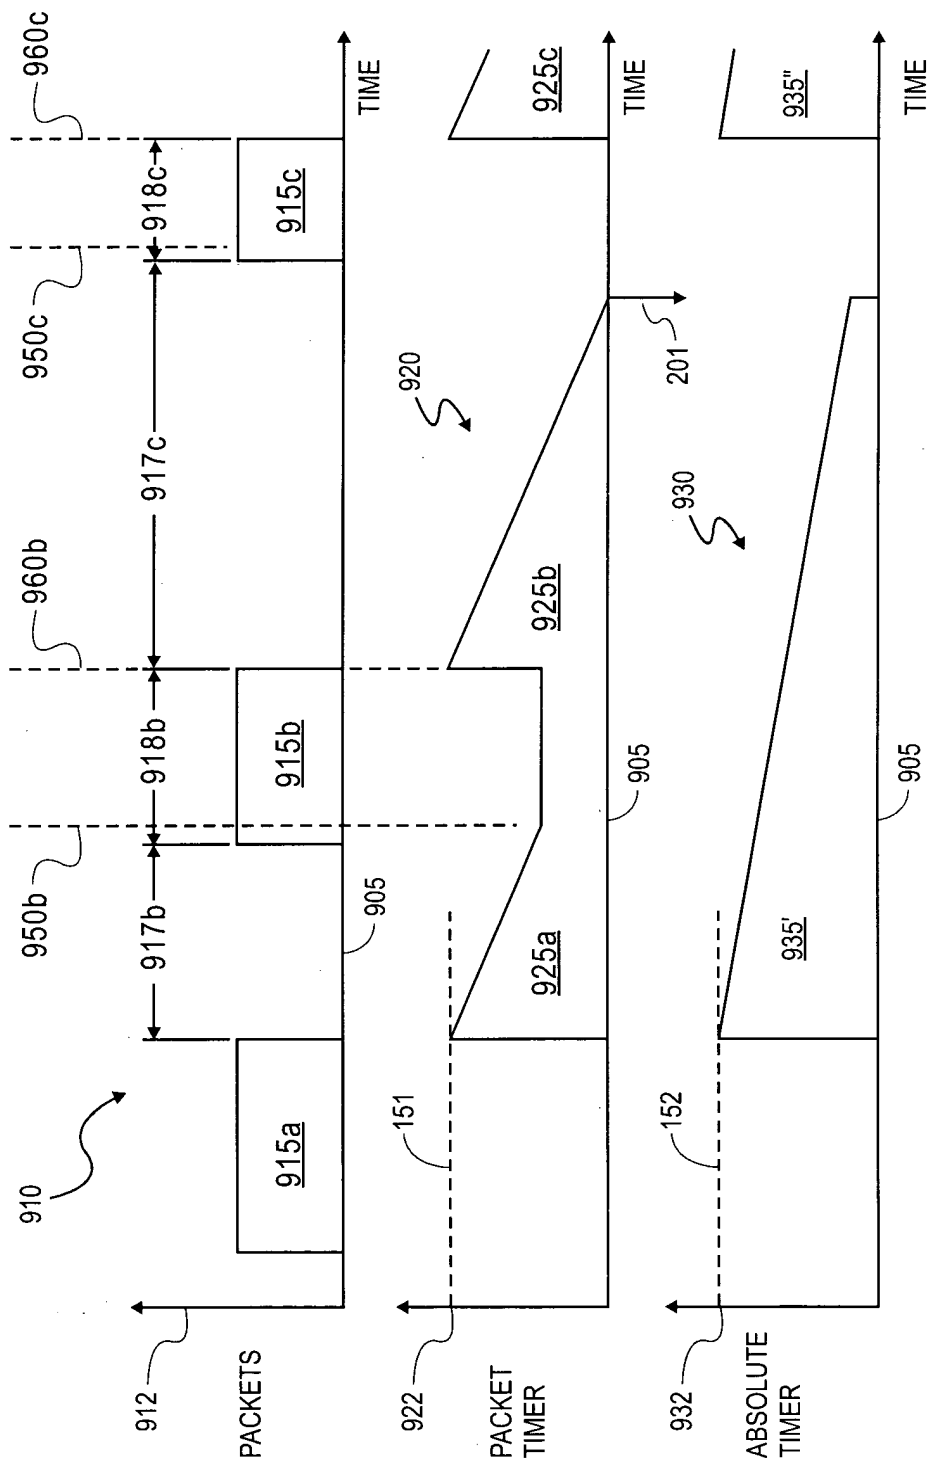 950b
960b
950c
960c
910
917b
918b
917c
918c
912
915a
915b
915c
905
PACKETS
TIME
920
151
922
925a
925b
925c
905
201
PACKET
TIMER
TIME
930
152
932
935'
935"
905
ABSOLUTE
TIMER
TIME